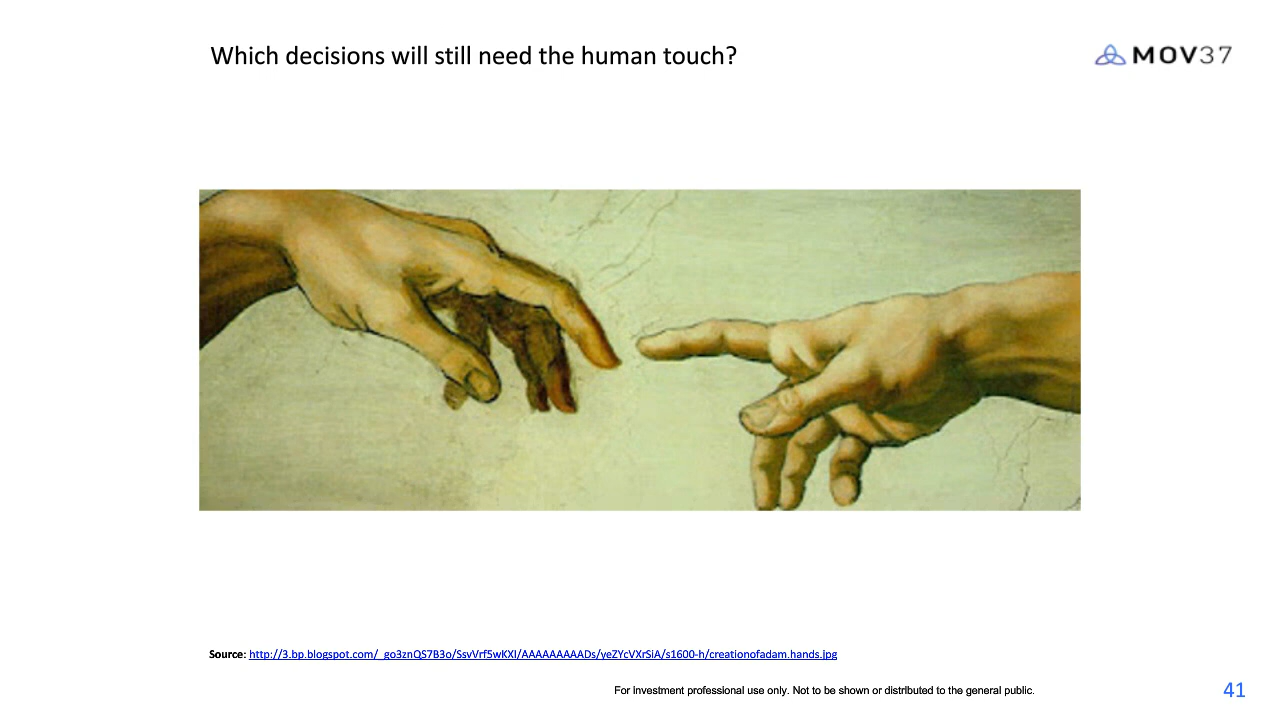 Which decisions will still need the human touch?
MOV37
Source: http://3.bp.blogspot.com/_go3znQS7B3o/SsvVrf5wKXI/AAAAAAAAADs/yeZYcVXrSiA/s1600-h/creationofadam.hands.jpg
For investment professional use only. Not to be shown or distributed to the general public.
41